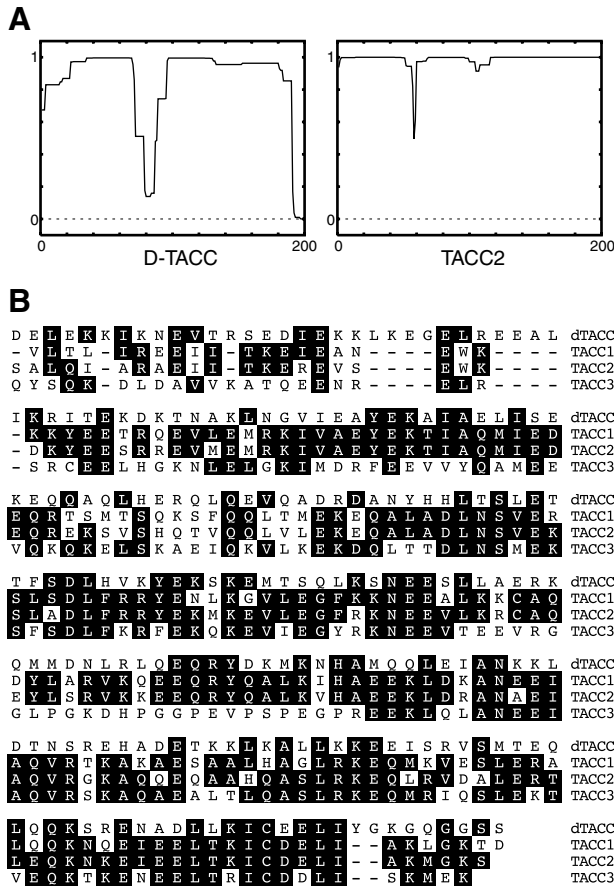 A
1
0
0
200
D-TACC
1
0
0
200
TACC2
B
D E L E K K I K N E V T R S E D I E K K L K E G E L R E E A L dTACC
- V L T L - I R E E I I - T K E I E A N - - - - E W K - - - - TACC1
S A L Q I - A R A E I I - T K E R E V S - - - - E W K - - - - TACC2
Q Y S Q K - D L D A V V K A T Q E E N R - - - - E L R - - - - TACC3
I K R I T E K D K T N A K L N G V I E A Y E K A I A E L I S E dTACC
- K K Y E E T R Q E V L E M R K I V A E Y E K T I A Q M I E D TACC1
- D K Y E E S R R E V M E M R K I V A E Y E K T I A Q M I E D TACC2
- S R C E E L H G K N L E L G K I M D R F E E V V Y Q A M E E TACC3
K E Q Q A Q L H E R Q L Q E V Q A D R D A N Y H H L T S L E T dTACC
E Q R T S M T S Q K S F Q Q L T M E K E Q A L A D L N S V E R TACC1
E Q R E K S V S H Q T V Q Q L V L E K E Q A L A D L N S V E K TACC2
V Q K Q K E L S K A E I Q K V L K E K D Q L T T D L N S M E K TACC3
T F S D L H V K Y E K S K E M T S Q L K S N E E S L L A E R K dTACC
S L S D L F R R Y E N L K G V L E G F K K N E E A L K K C A Q TACC1
S L A D L F R R Y E K M K E V L E G F R K N E E V L K R C A Q TACC2
S F S D L F K R F E K Q K E V I E G Y R K N E E V T E E V R G TACC3
Q M M D N L R L Q E Q R Y D K M K N H A M Q Q L E I A N K K L dTACC
D Y L A R V K Q E E Q R Y Q A L K I H A E E K L D K A N E E I TACC1
E Y L S R V K K E E Q R Y Q A L K V H A E E K L D R A N A E I TACC2
G L P G K D H P G G P E V P S P E G P R E E K L Q L A N E E I TACC3
D T N S R E H A D E T K K L K A L L K K E E I S R V S M T E Q dTACC
A Q V R T K A K A E S A A L H A G L R K E Q M K V E S L E R A TACC1
A Q V R G K A Q Q E Q A A H Q A S L R K E Q L R V D A L E R T TACC2
A Q V R S K A Q A E A L T L Q A S L R K E Q M R I Q S L E K T TACC3
L Q Q K S R E N A D L L K I C E E L I Y G K G Q G G S S dTACC
L Q Q K N Q E I E E L T K I C D E L I - - A K L G K T D TACC1
L E Q K N K E I E E L T K I C D E L I - - A K M G K S TACC2
V E Q K T K E N E E L T R I C D D L I - - S K M E K TACC3